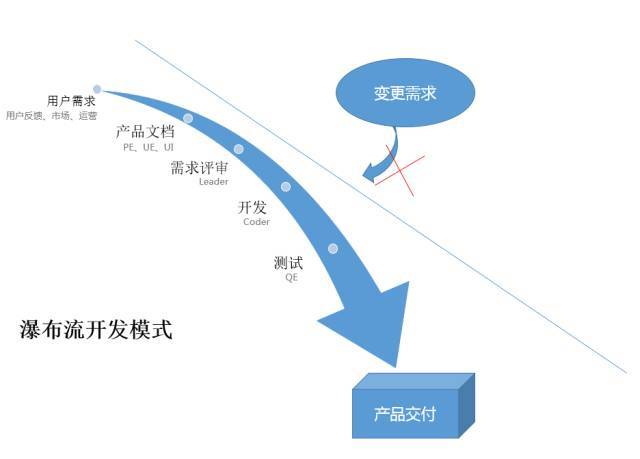 变更需求
用户需求
用户反馈、市场、运营
产品文档
PE、UE、UI
需求评审
Leader
开发
Coder
测试
QE
瀑布流开发模式
产品交付